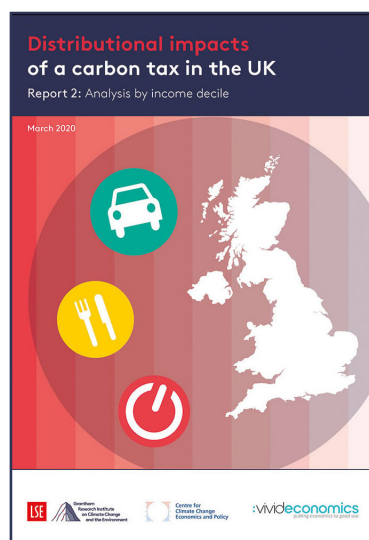 Distributional impacts
of a carbon tax in the UK
Report 2: Analysis by income decile
March 2020
LSE
Grantham
Research Institute
on Climate Change
and the Environment
Centre for
Climate Change
Economics and Policy
:vivideconomics
putting economics to good use